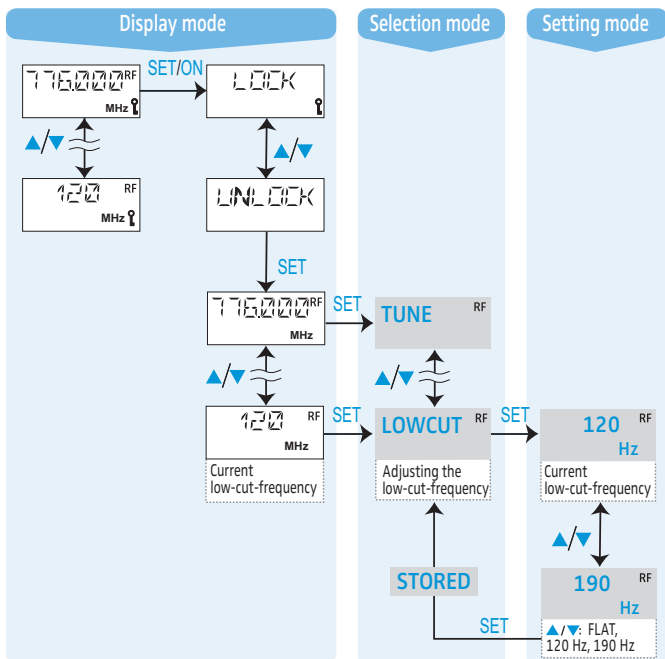 Display mode
Selection mode
Setting mode
776.000 RF
MHz
SET/ON
LOCK
▲/▼
▲/▼
120 RF
MHz
UNLOCK
SET
776.000 RF
MHz
SET
TUNE RF
▲/▼
▲/▼
120 RF
MHz
SET
LOWCUT RF
SET
120 RF
Hz
Current
low-cut-frequency
Adjusting the
low-cut-frequency
Current
low-cut-frequency
▲/▼
STORED
190 RF
Hz
SET
▲/▼: FLAT,
120 Hz, 190 Hz